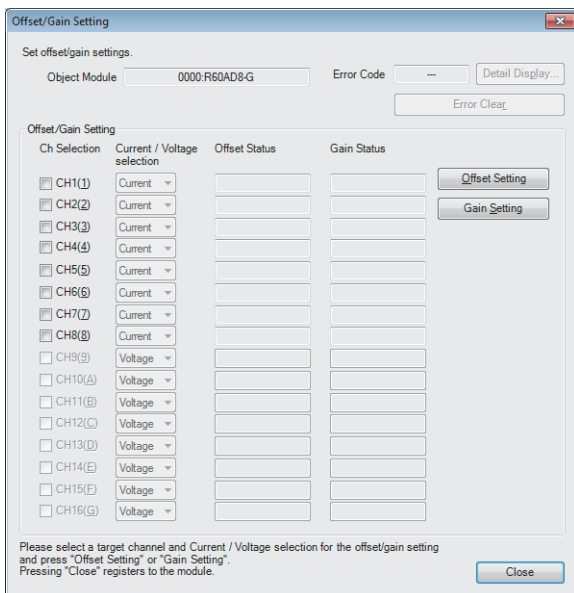 Offset/Gain Setting
Set offset/gain settings.
Object Module 0000:R60AD8-G Error Code --- Detail Display...
Error Clear
Offset/Gain Setting
Ch Selection Current / Voltage selection Offset Status Gain Status
CH1(1) Current Offset Setting
CH2(2) Current Gain Setting
CH3(3) Current
CH4(4) Current
CH5(5) Current
CH6(6) Current
CH7(7) Current
CH8(8) Current
CH9(9) Voltage
CH10(A) Voltage
CH11(B) Voltage
CH12(C) Voltage
CH13(D) Voltage
CH14(E) Voltage
CH15(F) Voltage
CH16(G) Voltage
Please select a target channel and Current / Voltage selection for the offset/gain setting
and press "Offset Setting" or "Gain Setting".
Pressing "Close" registers to the module.
Close